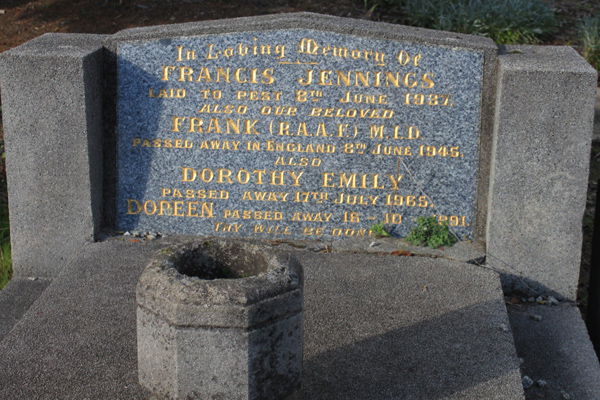 In Loving Memory Of
FRANCIS JENNINGS
LAID TO REST 8TH JUNE 1937.
ALSO OUR BELOVED
FRANK (R.A.A.F.) M.I.D.
PASSED AWAY IN ENGLAND 8TH JUNE 1945.
ALSO
DOROTHY EMILY
PASSED AWAY 17TH JULY 1965.
DOREEN PASSED AWAY 18-10-1991
THY WILL BE DONE